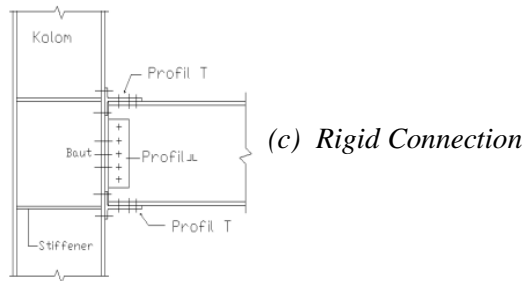 Kolom
Profil T
Baut
Profil ⅃L
(c) Rigid Connection
Profil T
Stiffener